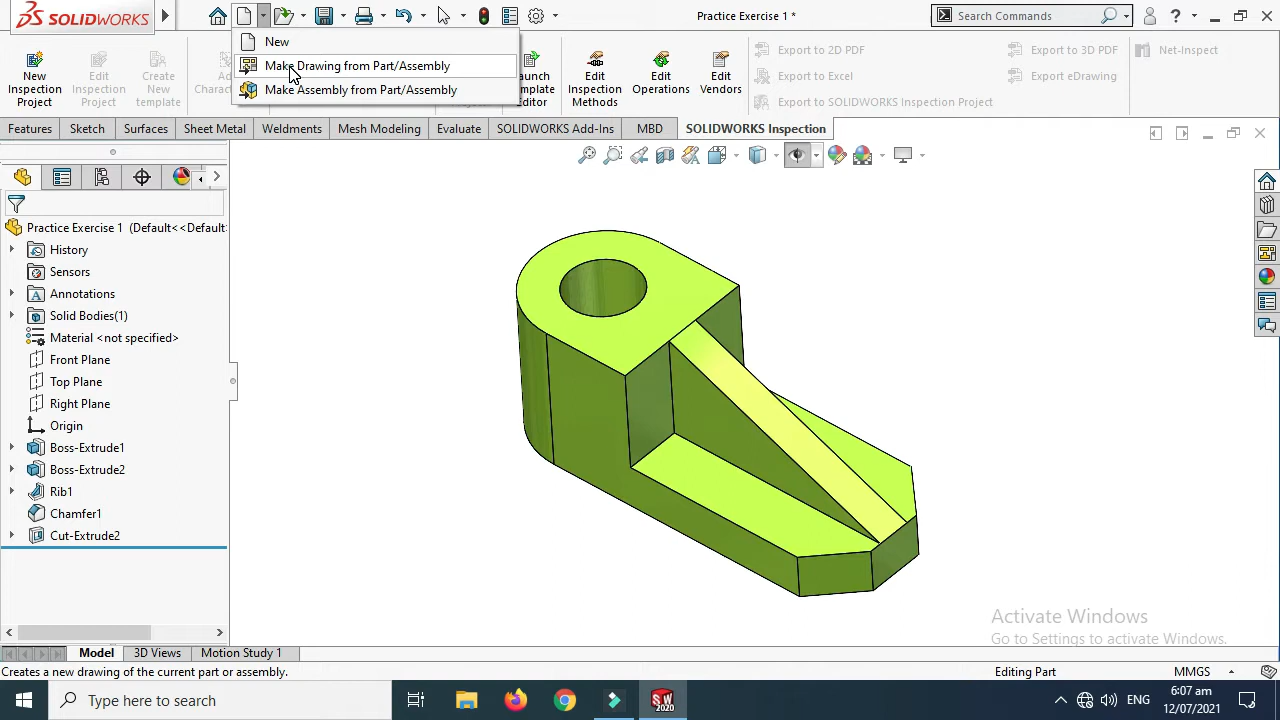 SOLIDWORKS
Practice Exercise 1 *
Search Commands
?
New
Make Drawing from Part/Assembly
Make Assembly from Part/Assembly
New
Inspection
Project
Edit
Inspection
Project
Create
New
template
Launch
Template
Editor
Edit
Methods
Edit
Operations
Edit
Vendors
Export to 2D PDF
Export to Excel
Export to SOLIDWORKS Inspection Project
Export to 3D PDF
Export eDrawing
Net-Inspect
Features
Sketch
Surfaces
Sheet Metal
Weldments
Mesh Modeling
Evaluate
SOLIDWORKS Add-Ins
MBD
SOLIDWORKS Inspection
Practice Exercise 1 (Default<<Default
History
Sensors
Annotations
Solid Bodies(1)
Material <not specified>
Front Plane
Top Plane
Right Plane
Origin
Boss-Extrude1
Boss-Extrude2
Rib1
Chamfer1
Cut-Extrude2
Activate Windows
Go to Settings to activate Windows.
Model
3D Views
Motion Study 1
Creates a new drawing of the current part or assembly.
Editing Part
MMGS
Type here to search
SW
2020
ENG
6:07 am
12/07/2021